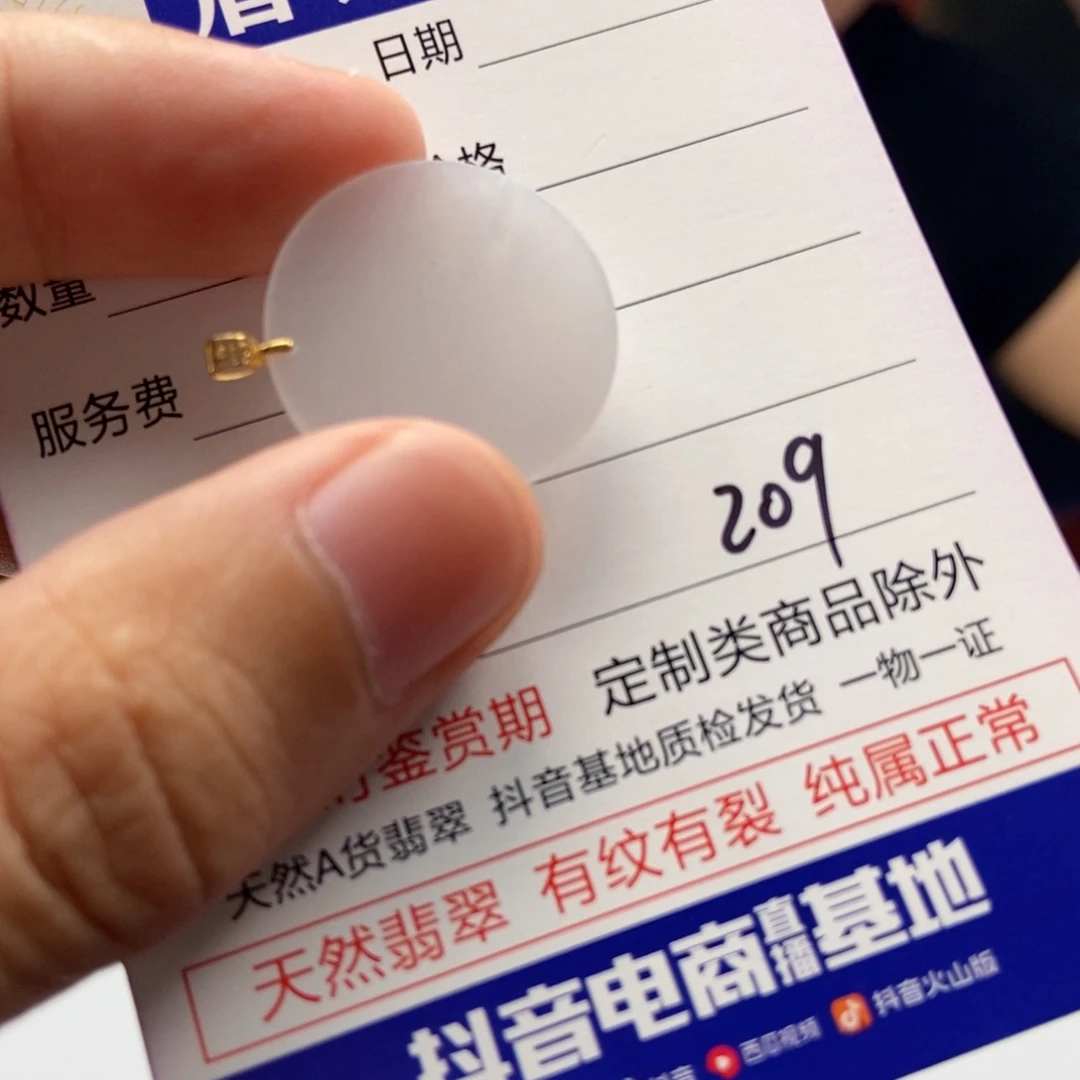 日期
格
数量
服务费
209
鉴赏期 定制类商品除外
天然A货翡翠 抖音基地质检发货 一物一证
天然翡翠 有纹有裂 纯属正常
抖音电商直播基地
抖音 西瓜视频 抖音火山版